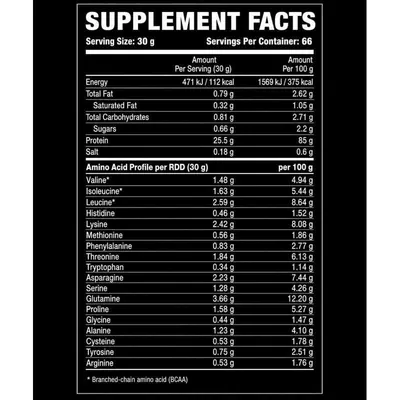 SUPPLEMENT FACTS
Serving Size: 30 g Servings Per Container: 66
Amount Amount
Per Serving (30 g) Per 100 g)
Energy 471 kJ / 112 kcal 1569 kJ / 375 kcal
Total Fat 0.79 g 2.62 g
Saturated Fat 0.32 g 1.05 g
Total Carbohydrates 0.81 g 2.71 g
Sugars 0.66 g 2.2 g
Protein 25.5 g 85 g
Salt 0.18 g 0.6 g
Amino Acid Profile per RDD (30 g) per 100 g
Valine* 1.48 g 4.94 g
Isoleucine* 1.63 g 5.44 g
Leucine* 2.59 g 8.64 g
Histidine 0.46 g 1.52 g
Lysine 2.42 g 8.08 g
Methionine 0.56 g 1.86 g
Phenylalanine 0.83 g 2.77 g
Threonine 1.84 g 6.13 g
Tryptophan 0.34 g 1.14 g
Asparagine 2.23 g 7.44 g
Serine 1.28 g 4.26 g
Glutamine 3.66 g 12.20 g
Proline 1.58 g 5.27 g
Glycine 0.44 g 1.47 g
Alanine 1.23 g 4.10 g
Cysteine 0.53 g 1.78 g
Tyrosine 0.75 g 2.51 g
Arginine 0.53 g 1.76 g
* Branched-chain amino acid (BCAA)